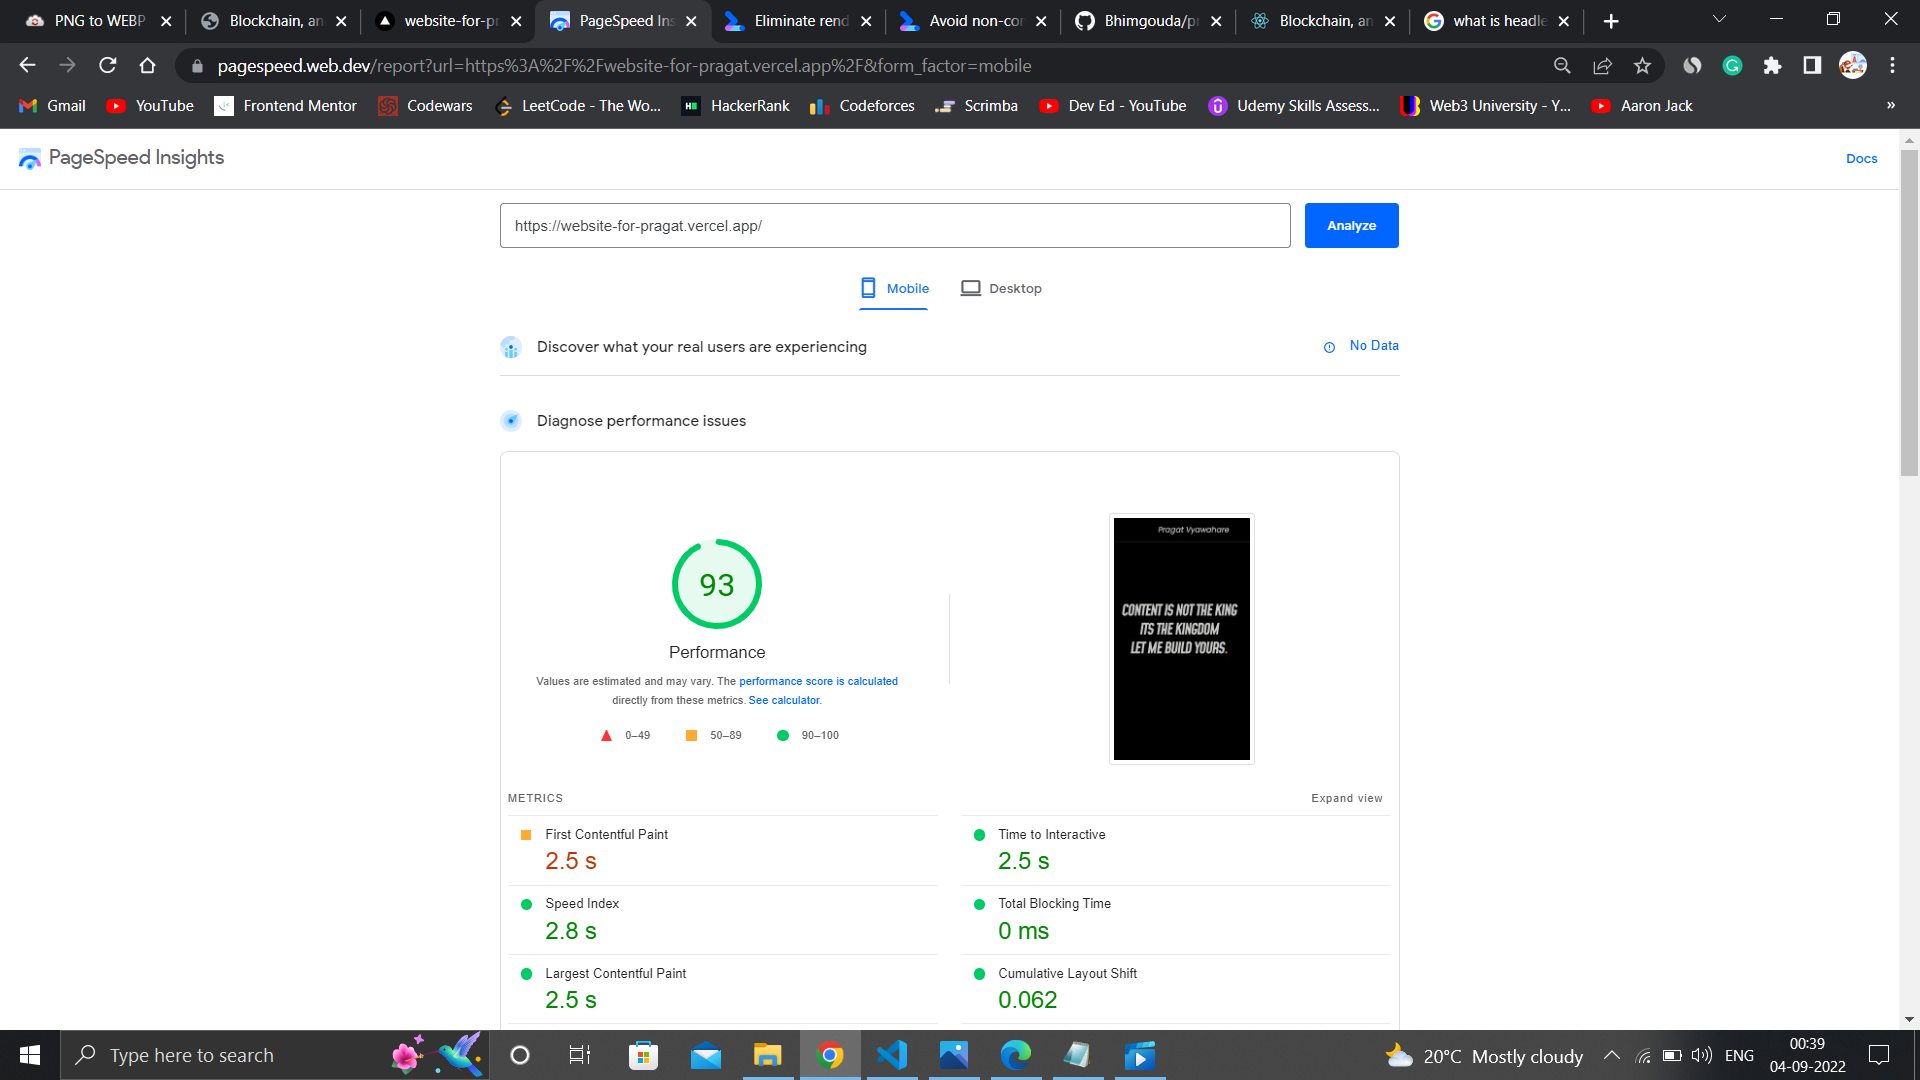 PNG to WEBP
Blockchain, an
website-for-pr
PageSpeed Ins
Eliminate rend
Avoid non-con
Bhimgouda/pr
Blockchain, an
what is headle
pagespeed.web.dev/report?url=https%3A%2F%2Fwebsite-for-pragat.vercel.app%2F&form_factor=mobile
Gmail
YouTube
Frontend Mentor
Codewars
LeetCode - The Wo...
HackerRank
Codeforces
Scrimba
Dev Ed - YouTube
Udemy Skills Assess...
Web3 University - Y...
Aaron Jack
»
PageSpeed Insights
Docs
https://website-for-pragat.vercel.app/
Analyze
Mobile
Desktop
Discover what your real users are experiencing
No Data
Diagnose performance issues
93
Performance
Values are estimated and may vary. The performance score is calculated
directly from these metrics. See calculator.
0–49
50–89
90–100
Pragat Vyawahare
CONTENT IS NOT THE KING
ITS THE KINGDOM
LET ME BUILD YOURS.
METRICS
Expand view
First Contentful Paint
2.5 s
Time to Interactive
2.5 s
Speed Index
2.8 s
Total Blocking Time
0 ms
Largest Contentful Paint
2.5 s
Cumulative Layout Shift
0.062
Type here to search
20°C Mostly cloudy
ENG
00:39
04-09-2022